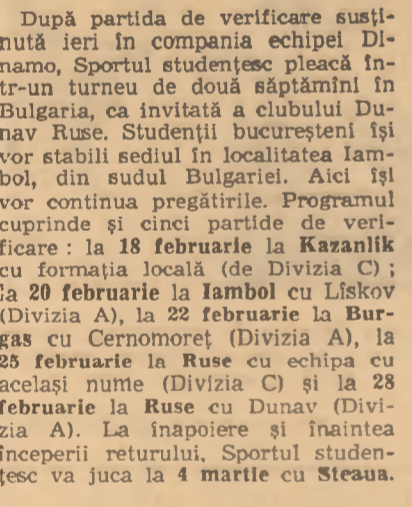 După partida de verificare susți-
nută ieri în compania echipei Di-
namo, Sportul studențesc pleacă în-
tr-un turneu de două săptămîni în
Bulgaria, ca invitată a clubului Du-
nav Ruse. Studenții bucureșteni își
vor stabili sediul în localitatea Iam-
bol, din sudul Bulgariei. Aici își
vor continua pregătirile. Programul
cuprinde și cinci partide de veri-
ficare : la 18 februarie la Kazanlîk
cu formația locală (de Divizia C) ;
la 20 februarie la Iambol cu Lîskov
(Divizia A), la 22 februarie la Bur-
gas cu Cernomoreț (Divizia A), la
25 februarie la Ruse cu echipa cu
același nume (Divizia C) și la 28
februarie la Ruse cu Dunav (Divi-
zia A). La înapoiere și înaintea
începerii returului, Sportul studen-
țesc va juca la 4 martie cu Steaua.